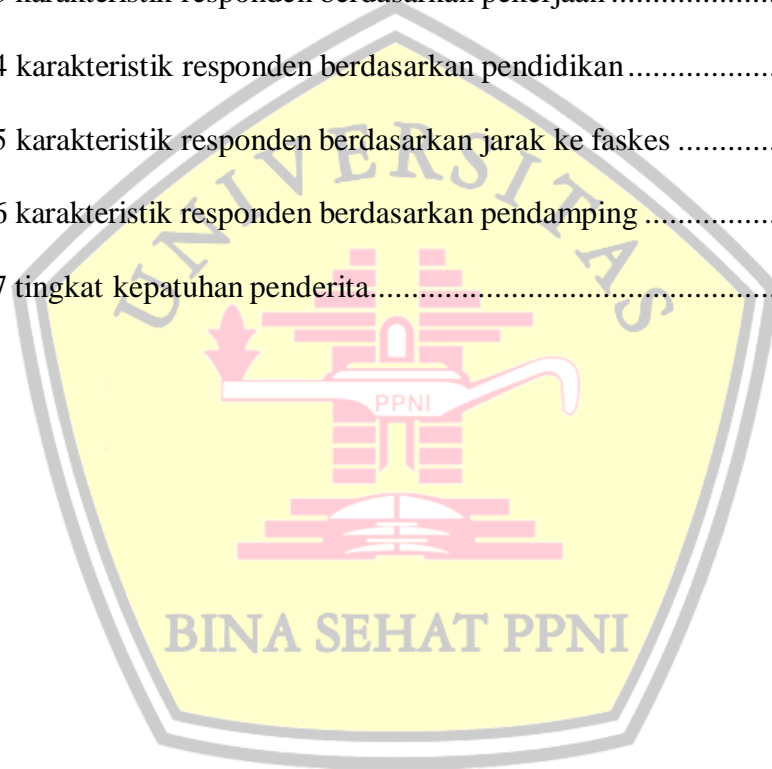 karakteristik responden berdasarkan pekerjaan ....................
4 karakteristik responden berdasarkan pendidikan ....................
5 karakteristik responden berdasarkan jarak ke faskes ..............
6 karakteristik responden berdasarkan pendamping ...................
7 tingkat kepatuhan penderita............................................................
UNIVERSITAS
PPNI
BINA SEHAT PPNI